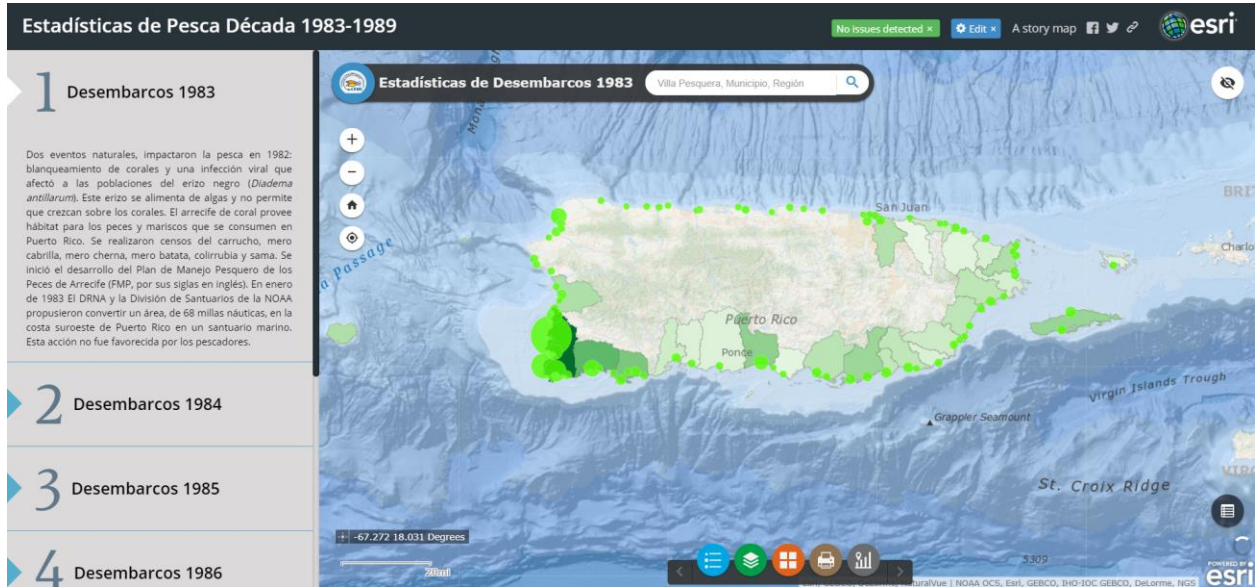 Estadísticas de Pesca Década 1983-1989
No issues detected ×
Edit ×
A story map
esri
1
Desembarcos 1983
Dos eventos naturales, impactaron la pesca en 1982:
blanqueamiento de corales y una infección viral que
afectó a las poblaciones del erizo negro (Diadema
antillarum). Este erizo se alimenta de algas y no permite
que crezcan sobre los corales. El arrecife de coral provee
hábitat para los peces y mariscos que se consumen en
Puerto Rico. Se realizaron censos del carrucho, mero
cabrilla, mero cherna, mero batata, colirrubia y sama. Se
inició el desarrollo del Plan de Manejo Pesquero de los
Peces de Arrecife (FMP, por sus siglas en inglés). En enero
de 1983 El DRNA y la División de Santuarios de la NOAA
propusieron convertir un área, de 68 millas náuticas, en la
costa suroeste de Puerto Rico en un santuario marino.
Esta acción no fue favorecida por los pescadores.
2
Desembarcos 1984
3
Desembarcos 1985
4
Desembarcos 1986
Estadísticas de Desembarcos 1983
Villa Pesquera, Municipio, Región
Mona
a Passage
San Juan
BRIT
Charlo
Puerto Rico
Ponce
Virgin Islands Trough
Grappler Seamount
St. Croix Ridge
VIRG
-67.272 18.031 Degrees
20mi
5309
NaturalVue | NOAA OCS, Esri, GEBCO, IHO-IOC GEBCO, DeLorme, NGS
POWERED BY
esri